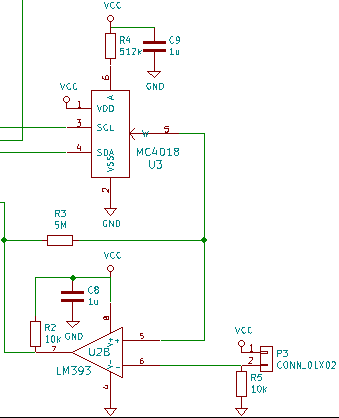 VCC
R4
512k
C9
1u
GND
VCC
6
A
1
VDD
3
SCL
W
5
4
SDA
VSS
MC4018
U3
2
GND
R3
5M
VCC
C8
1u
GND
8
V+
R2
10k
7
U2B
+
5
-
6
V-
LM393
4
VCC
1
2
P3
CONN_01X02
R5
10k